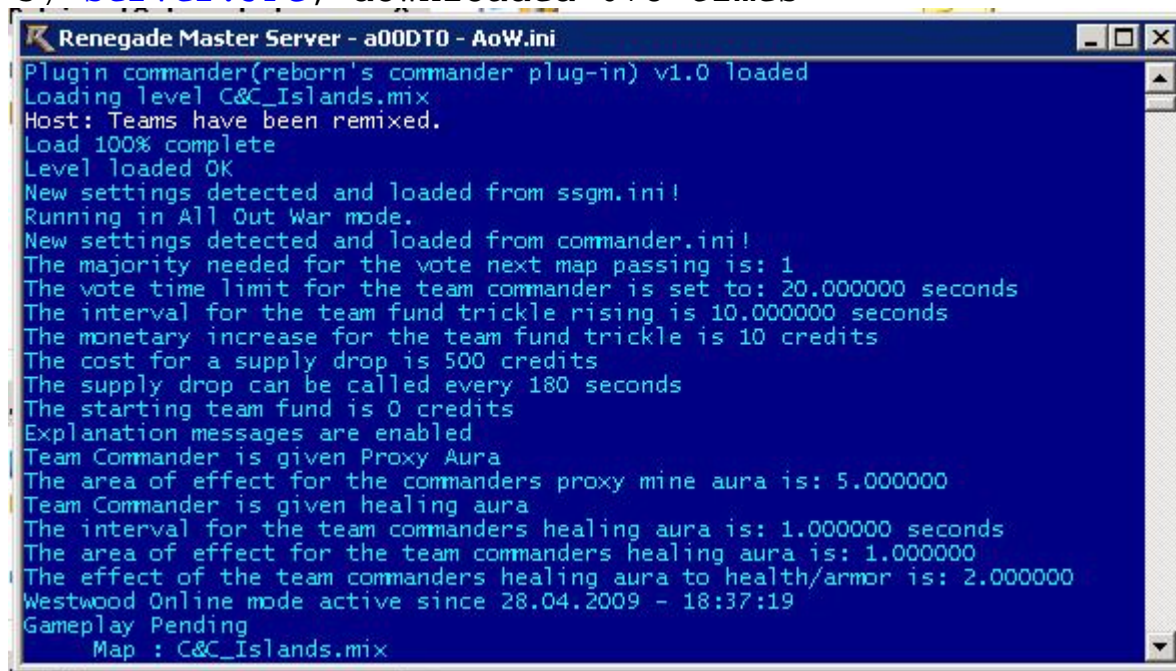 Renegade Master Server - a00DT0 - AoW.ini
Plugin commander(reborn's commander plug-in) v1.0 loaded
Loading level C&C_Islands.mix
Host: Teams have been remixed.
Load 100% complete
Level loaded OK
New settings detected and loaded from ssgm.ini!
Running in All Out War mode.
New settings detected and loaded from commander.ini!
The majority needed for the vote next map passing is: 1
The vote time limit for the team commander is set to: 20.000000 seconds
The interval for the team fund trickle rising is 10.000000 seconds
The monetary increase for the team fund trickle is 10 credits
The cost for a supply drop is 500 credits
The supply drop can be called every 180 seconds
The starting team fund is 0 credits
Explanation messages are enabled
Team Commander is given Proxy Aura
The area of effect for the commanders proxy mine aura is: 5.000000
Team Commander is given healing aura
The interval for the team commanders healing aura is: 1.000000 seconds
The area of effect for the team commanders healing aura is: 1.000000
The effect of the team commanders healing aura to health/armor is: 2.000000
Westwood Online mode active since 28.04.2009 - 18:37:19
Gameplay Pending
Map : C&C_Islands.mix